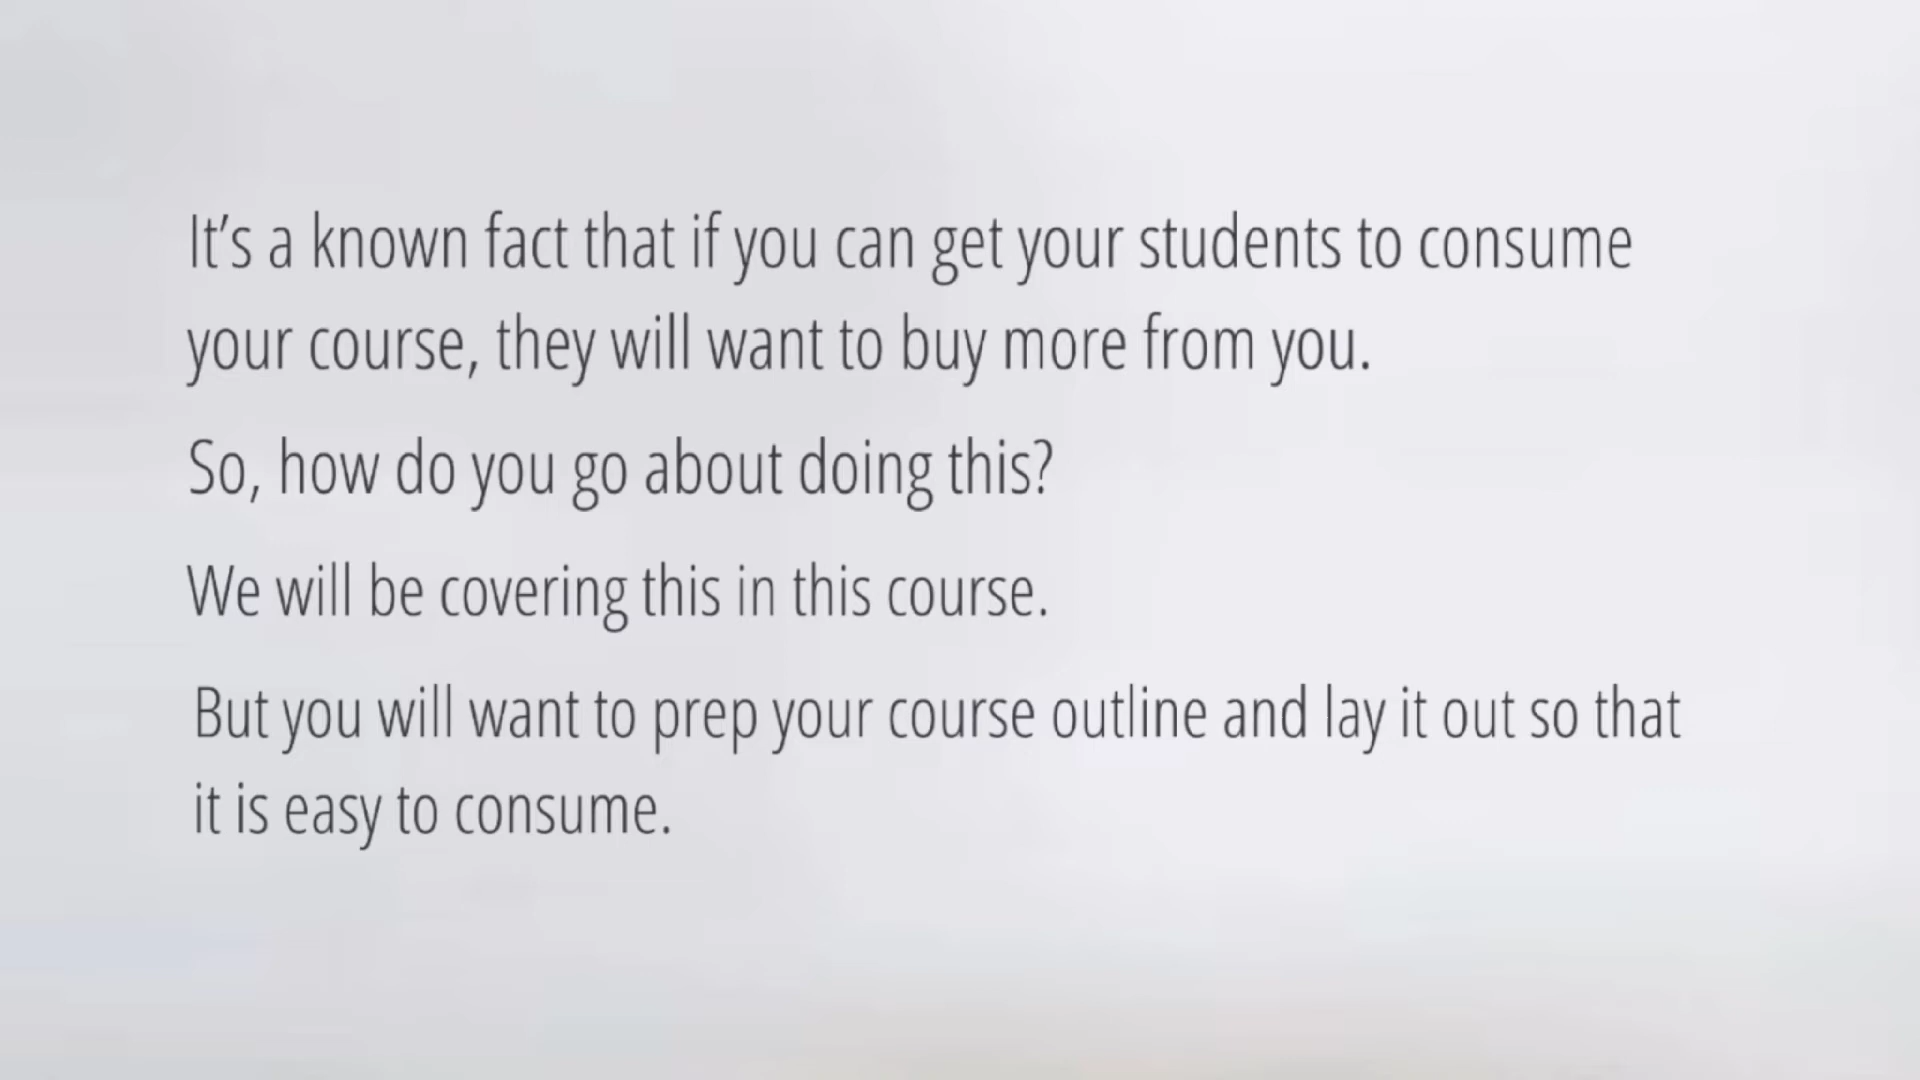 It’s a known fact that if you can get your students to consume
your course, they will want to buy more from you.
So, how do you go about doing this?
We will be covering this in this course.
But you will want to prep your course outline and lay it out so that
it is easy to consume.